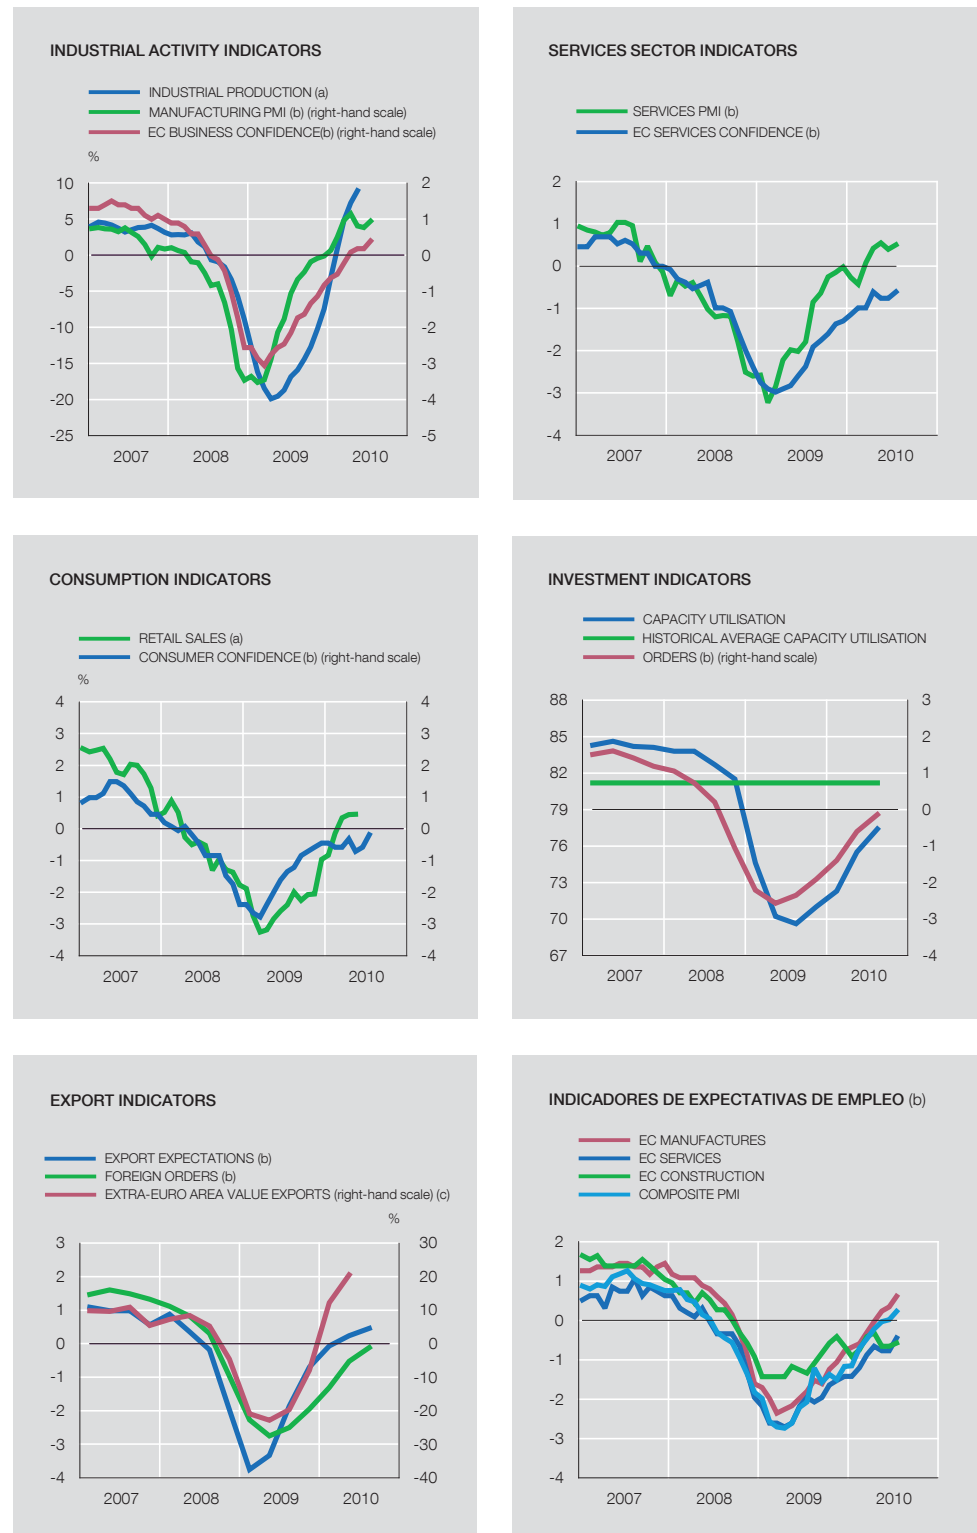 INDUSTRIAL ACTIVITY INDICATORS
INDUSTRIAL PRODUCTION (a)
MANUFACTURING PMI (b) (right-hand scale)
EC BUSINESS CONFIDENCE(b) (right-hand scale)
%
10 2
5 1
0 0
-5 -1
-10 -2
-15 -3
-20 -4
-25 -5
2007 2008 2009 2010
SERVICES SECTOR INDICATORS
SERVICES PMI (b)
EC SERVICES CONFIDENCE (b)
2
1
0
-1
-2
-3
-4
2007 2008 2009 2010
CONSUMPTION INDICATORS
RETAIL SALES (a)
CONSUMER CONFIDENCE (b) (right-hand scale)
%
4 4
3 3
2 2
1 1
0 0
-1 -1
-2 -2
-3 -3
-4 -4
2007 2008 2009 2010
INVESTMENT INDICATORS
CAPACITY UTILISATION
HISTORICAL AVERAGE CAPACITY UTILISATION
ORDERS (b) (right-hand scale)
88 3
85 2
82 1
79 0
76 -1
73 -2
70 -3
67 -4
2007 2008 2009 2010
EXPORT INDICATORS
EXPORT EXPECTATIONS (b)
FOREIGN ORDERS (b)
EXTRA-EURO AREA VALUE EXPORTS (right-hand scale) (c)
%
3 30
2 20
1 10
0 0
-1 -10
-2 -20
-3 -30
-4 -40
2007 2008 2009 2010
INDICADORES DE EXPECTATIVAS DE EMPLEO (b)
EC MANUFACTURES
EC SERVICES
EC CONSTRUCTION
COMPOSITE PMI
2
1
0
-1
-2
-3
-4
2007 2008 2009 2010